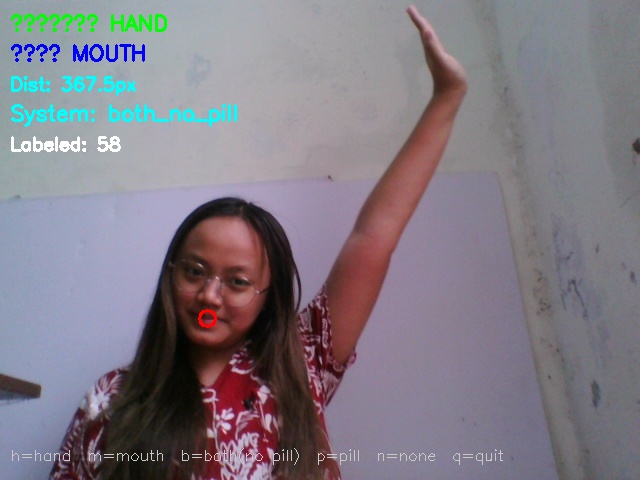 ??????? HAND
???? MOUTH
Dist: 367.5px
System: both_no_pill
Labeled: 58
h=hand m=mouth b=both(no pill) p=pill n=none q=quit